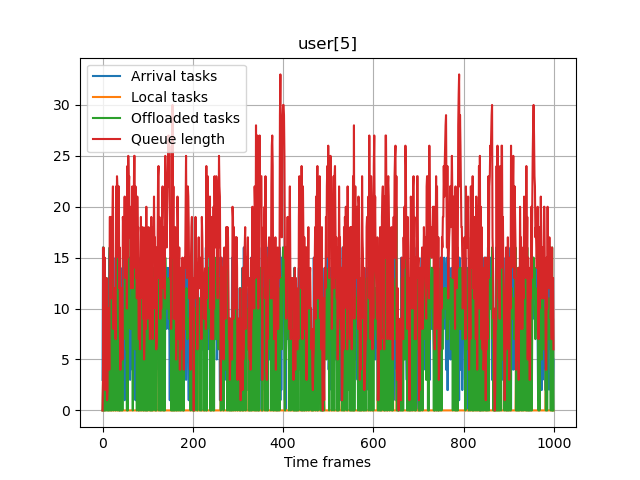 user[5]
Arrival tasks
Local tasks
Offloaded tasks
Queue length
30
25
20
15
10
5
0
0 200 400 600 800 1000
Time frames